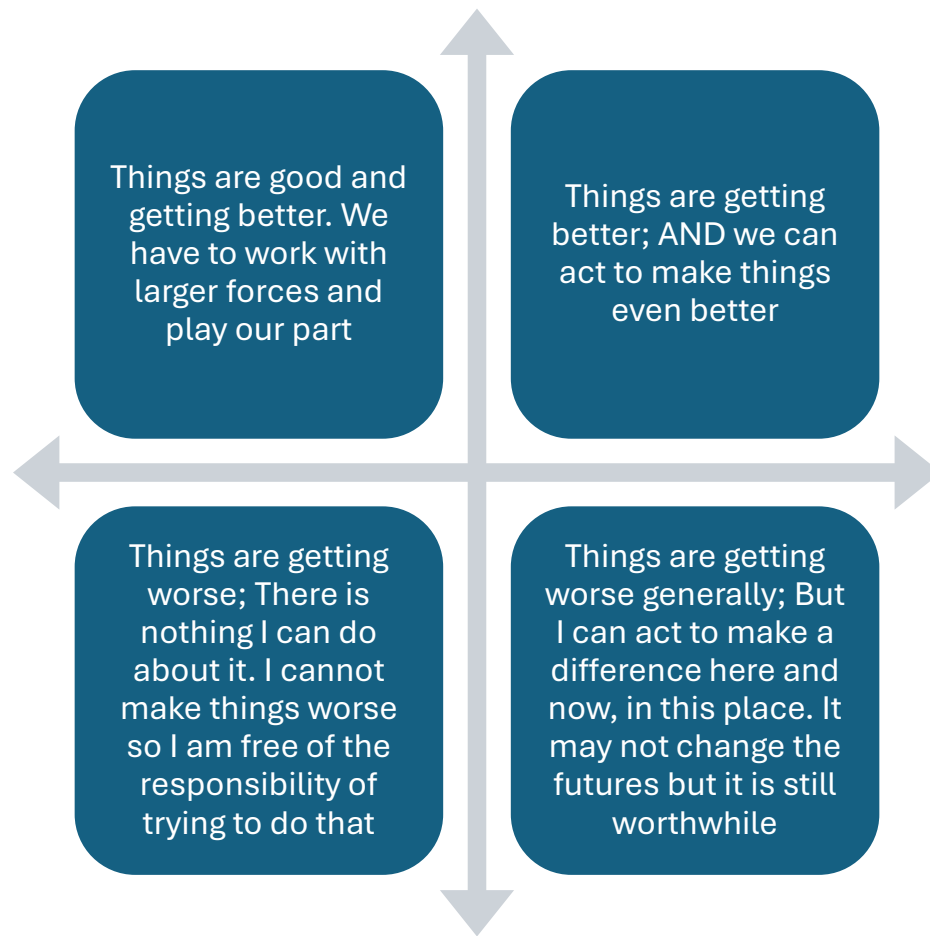 Things are good and
getting better. We
have to work with
larger forces and
play our part
Things are getting
better; AND we can
act to make things
even better
Things are getting
worse; There is
nothing I can do
about it. I cannot
make things worse
so I am free of the
responsibility of
trying to do that
Things are getting
worse generally; But
I can act to make a
difference here and
now, in this place. It
may not change the
futures but it is still
worthwhile